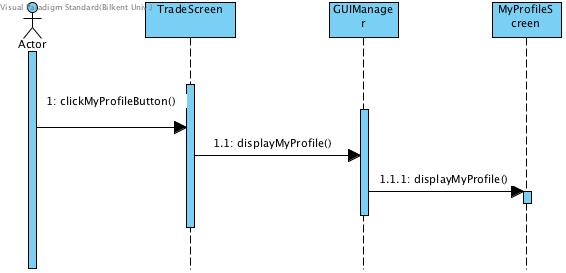 Visual Paradigm Standard(Bilkent Univ.)
Actor
TradeScreen
GUIManage
r
MyProfileS
creen
1: clickMyProfileButton()
1.1: displayMyProfile()
1.1.1: displayMyProfile()